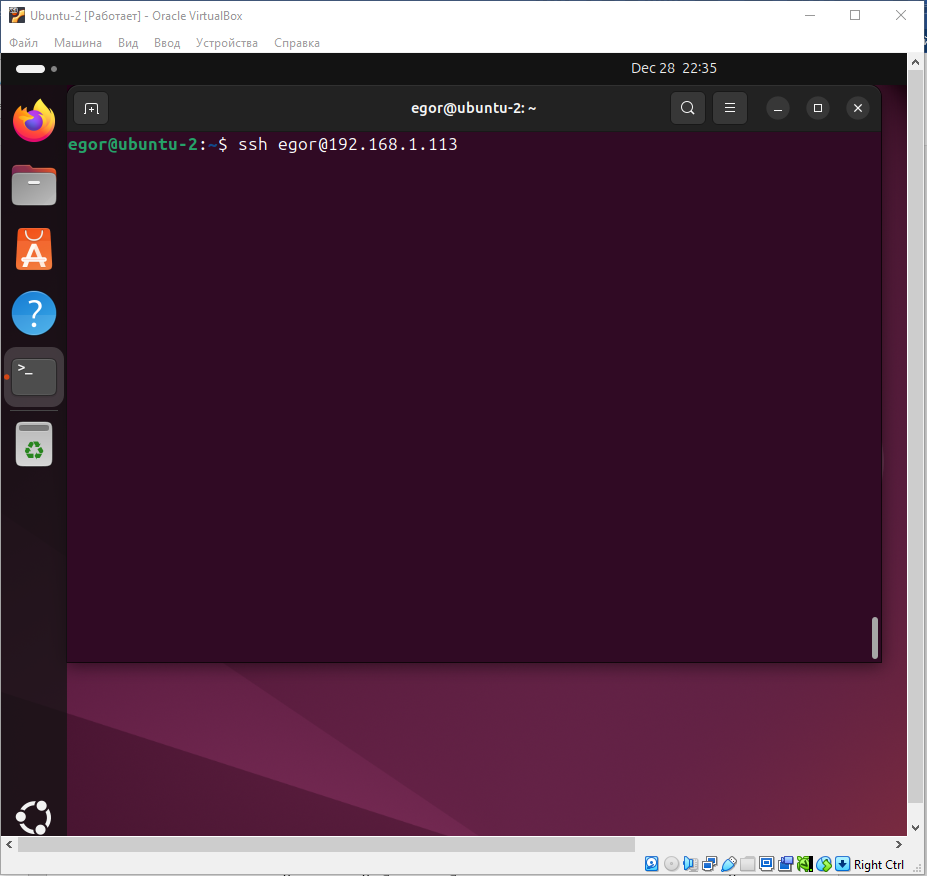 Ubuntu-2 [Работает] - Oracle VirtualBox
Файл Машина Вид Ввод Устройства Справка
Dec 28 22:35
egor@ubuntu-2: ~
egor@ubuntu-2:~$ ssh egor@192.168.1.113
Right Ctrl